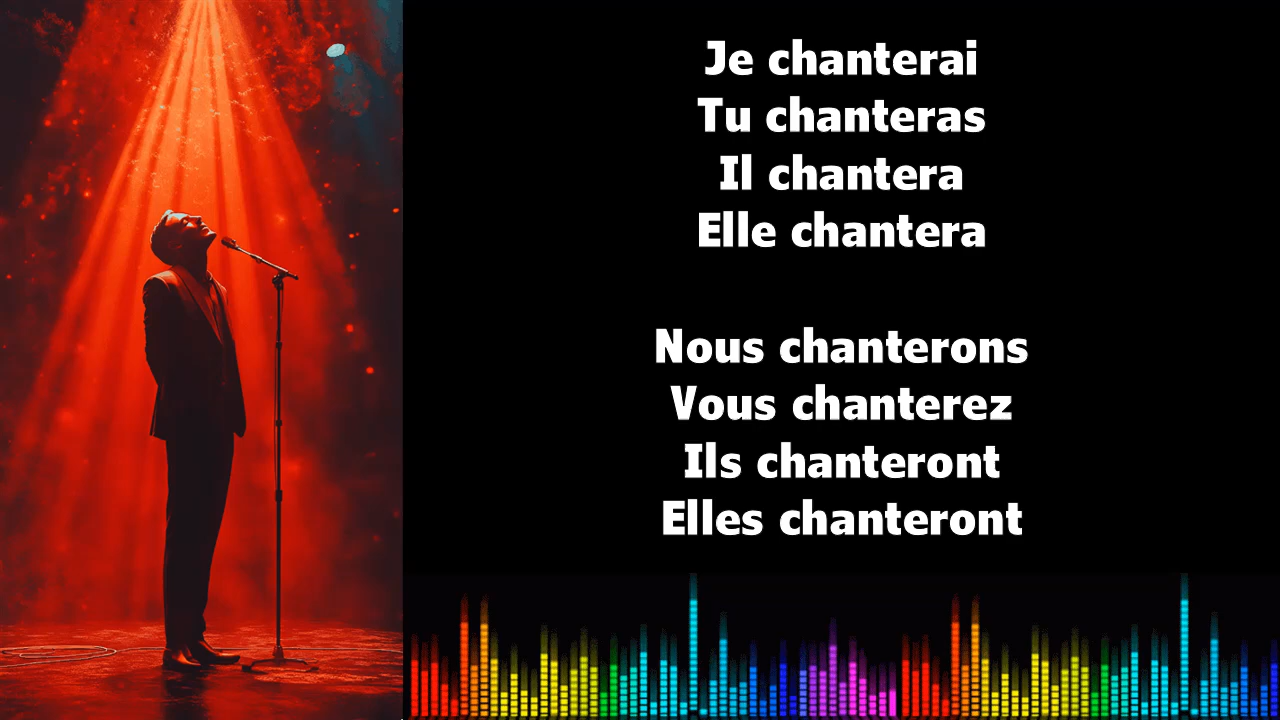 Je chanterai
Tu chanteras
Il chantera
Elle chantera
Nous chanterons
Vous chanterez
Ils chanteront
Elles chanteront